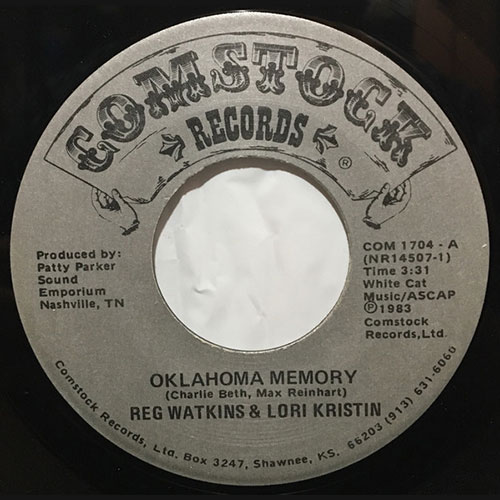 COMSTOCK
RECORDS
®
Produced by:
Patty Parker
Sound
Emporium
Nashville, TN
COM 1704 - A
(NR14507-1)
Time 3:31
White Cat
Music/ASCAP
℗1983
Comstock
Records,Ltd.
OKLAHOMA MEMORY
(Charlie Beth, Max Reinhart)
REG WATKINS & LORI KRISTIN
Comstock Records, Ltd. Box 3247, Shawnee, KS. 66203 (913) 631-6060